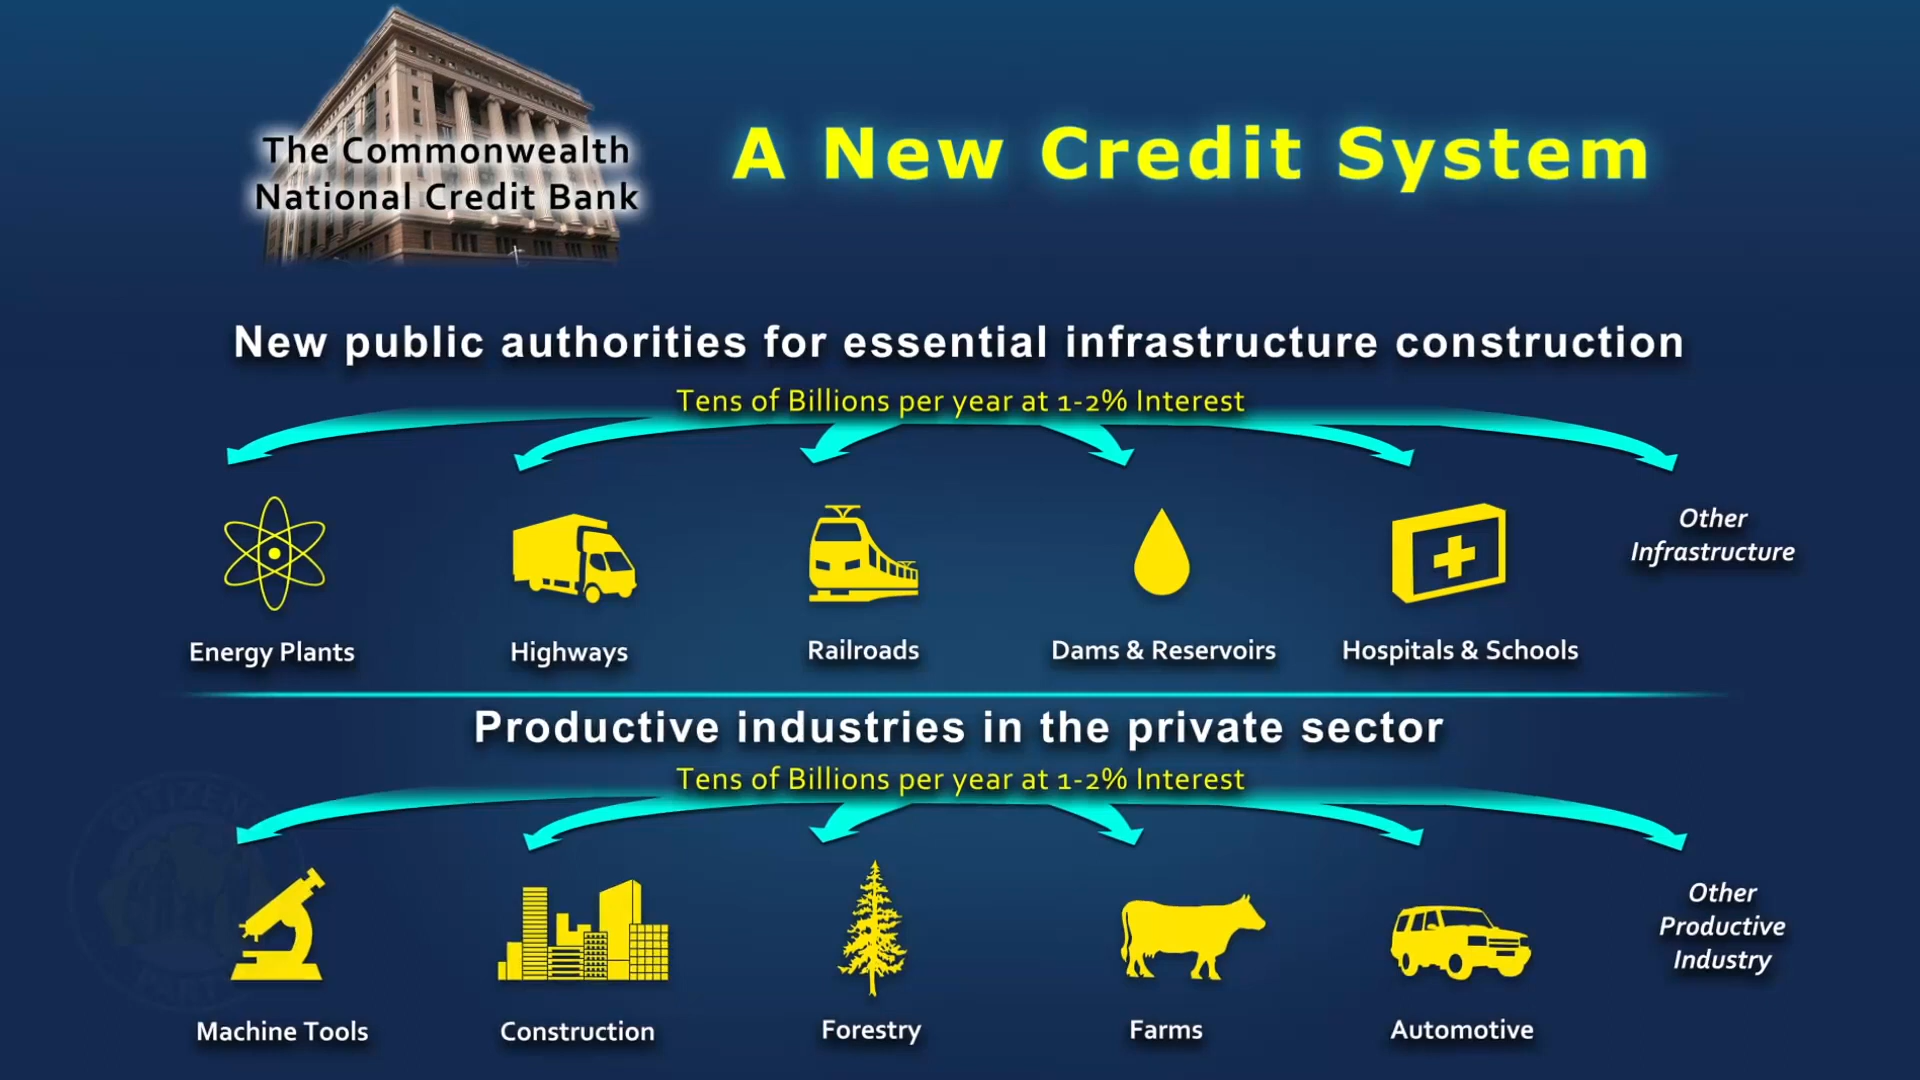 The Commonwealth
National Credit Bank
A New Credit System
New public authorities for essential infrastructure construction
Tens of Billions per year at 1-2% Interest
Other
Infrastructure
Energy Plants
Highways
Railroads
Dams & Reservoirs
Hospitals & Schools
Productive industries in the private sector
Tens of Billions per year at 1-2% Interest
Other
Productive
Industry
Machine Tools
Construction
Forestry
Farms
Automotive
CITIZENS
PARTY